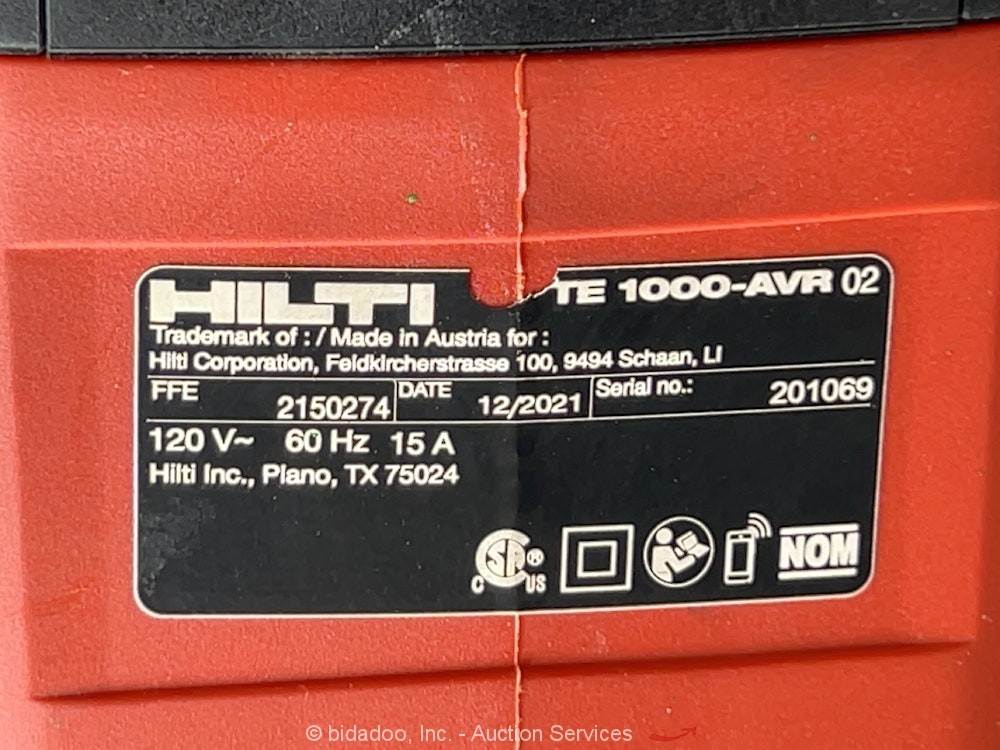 HILTI TE 1000-AVR 02
Trademark of : / Made in Austria for :
Hilti Corporation, Feldkircherstrasse 100, 9494 Schaan, LI
FFE 2150274 DATE 12/2021 Serial no.: 201069
120 V~ 60 Hz 15 A
Hilti Inc., Plano, TX 75024
C SA ® US NOM
© bidadoo, Inc. - Auction Services